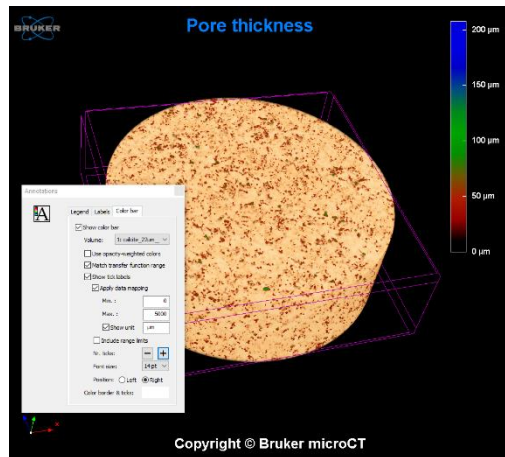 BRUKER
Pore thickness
200 µm
150 µm
100 µm
50 µm
0 µm
Annotations
A
Legend Labels Color bar
Show color bar
Volume:
Use opacity-weighted colors
Match transfer function range
Show tick labels
Apply data mapping
Min. : 0
Max. : 5000
Show unit µm
Include range limits
Nr. ticks: − +
Font size: 14 pt
Position: Left Right
Color border & ticks:
Copyright © Bruker microCT